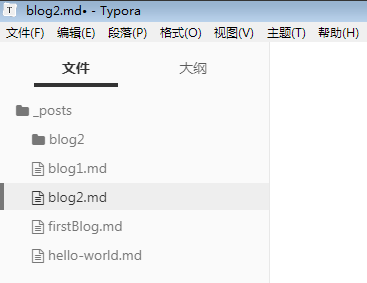 T blog2.md• - Typora
文件(F) 编辑(E) 段落(P) 格式(O) 视图(V) 主题(T) 帮助(H)
文件 大纲
_posts
blog2
blog1.md
blog2.md
firstBlog.md
hello-world.md